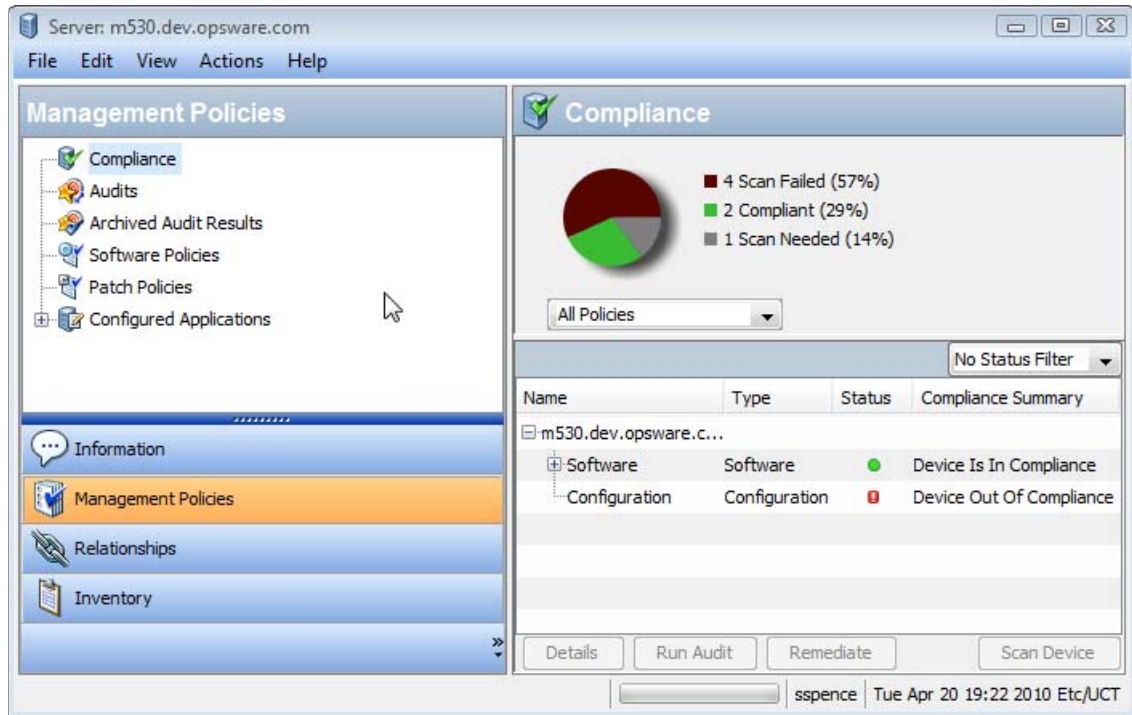 Server: m530.dev.opsware.com
File Edit View Actions Help
Management Policies
Compliance
Audits
Archived Audit Results
Software Policies
Patch Policies
Configured Applications
Information
Management Policies
Relationships
Inventory
Compliance
4 Scan Failed (57%)
2 Compliant (29%)
1 Scan Needed (14%)
All Policies
No Status Filter
Name Type Status Compliance Summary
m530.dev.opsware.c...
Software Software Device Is In Compliance
Configuration Configuration Device Out Of Compliance
Details Run Audit Remediate Scan Device
sspence Tue Apr 20 19:22 2010 Etc/UCT